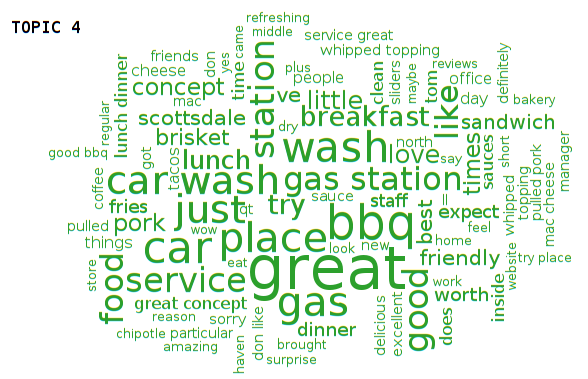 TOPIC 4
refreshing
middle
service great
whipped topping
friends
don
yes
came
time
station
plus
people
clean
sliders
maybe
tom
reviews
office
definitely
cheese
concept
mac
ve
little
like
day
bakery
regular
lunch dinner
scottsdale
breakfast
sandwich
brisket
dry
wash
north
good bbq
got
tacos
lunch
love
say
times
sauces
short
pulled pork
mac cheese
manager
coffee
car wash
gas station
whipped
topping
fries
just
qt
try
sauce
staff
best
ll
expect
pulled
pork
wow
place
bbq
feel
things
car
look
new
home
friendly
website
try place
store
food
service
eat
great
good
work
worth
inside
great concept
gas
does
reason
sorry
don like
delicious
excellent
chipotle
particular
dinner
amazing
haven
brought
surprise